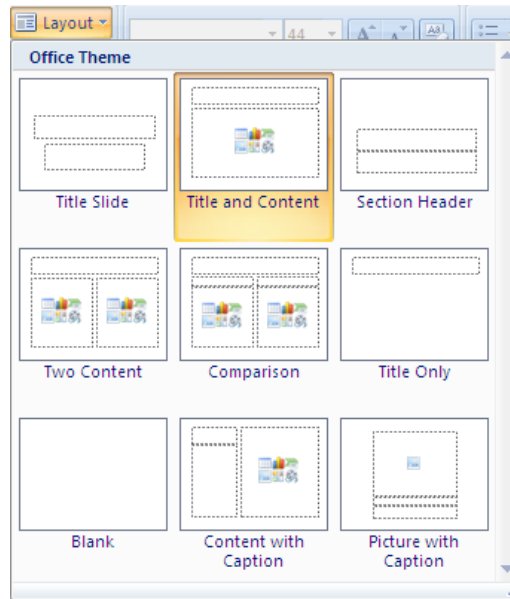 Layout 44 A A Aa
Office Theme
Title Slide Title and Content Section Header
Two Content Comparison Title Only
Blank Content with Picture with
Caption Caption